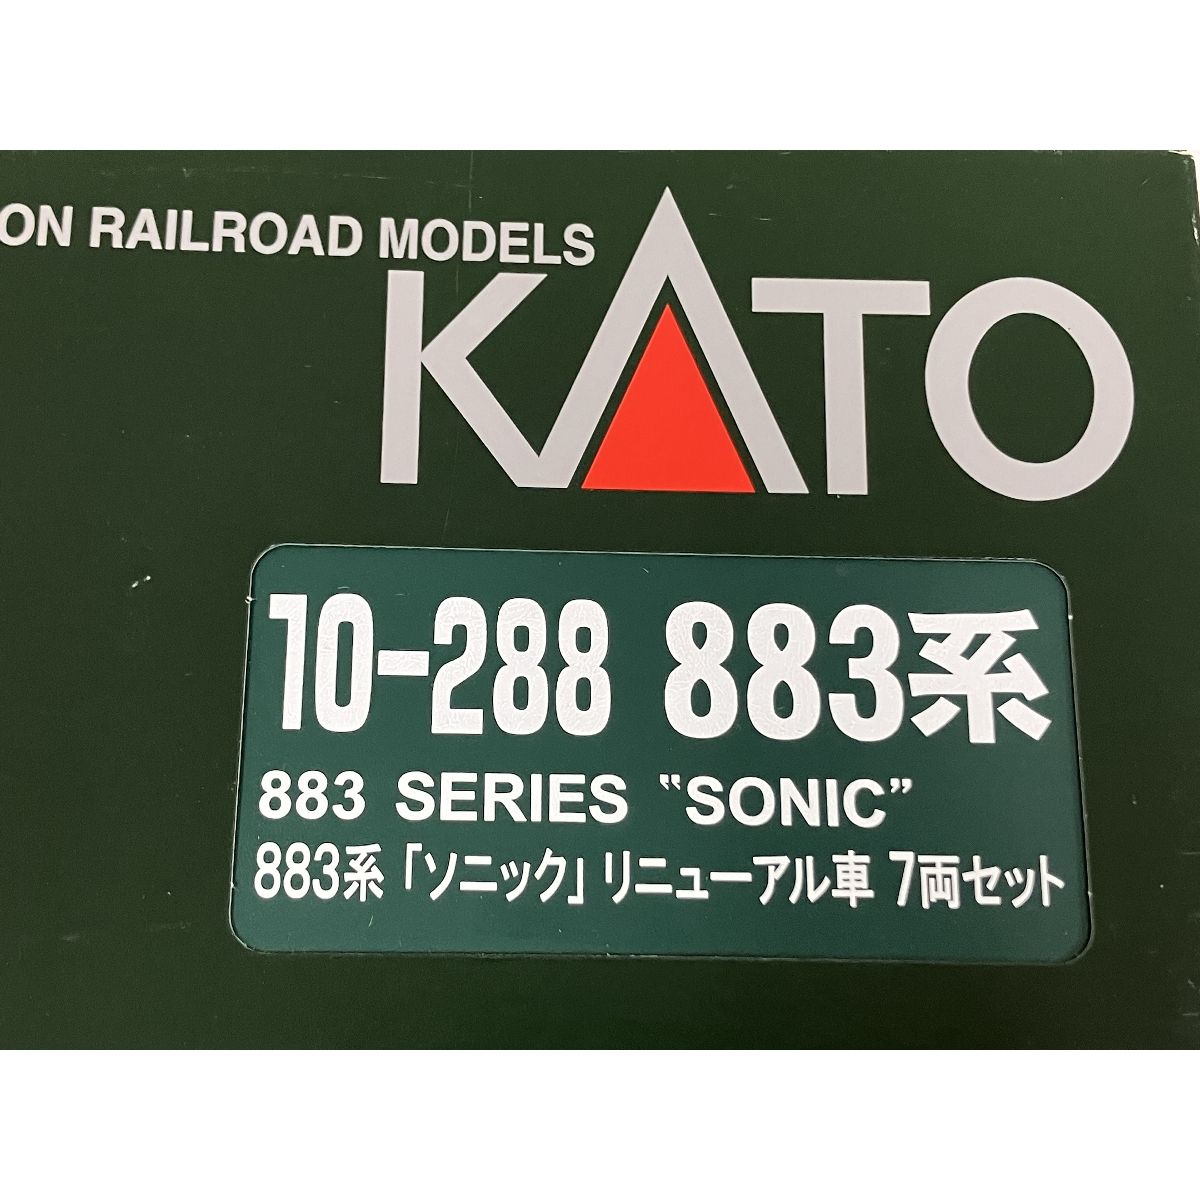 ON RAILROAD MODELS
KATO
10-288 883系
883 SERIES "SONIC"
883系「ソニック」リニューアル車 7両セット